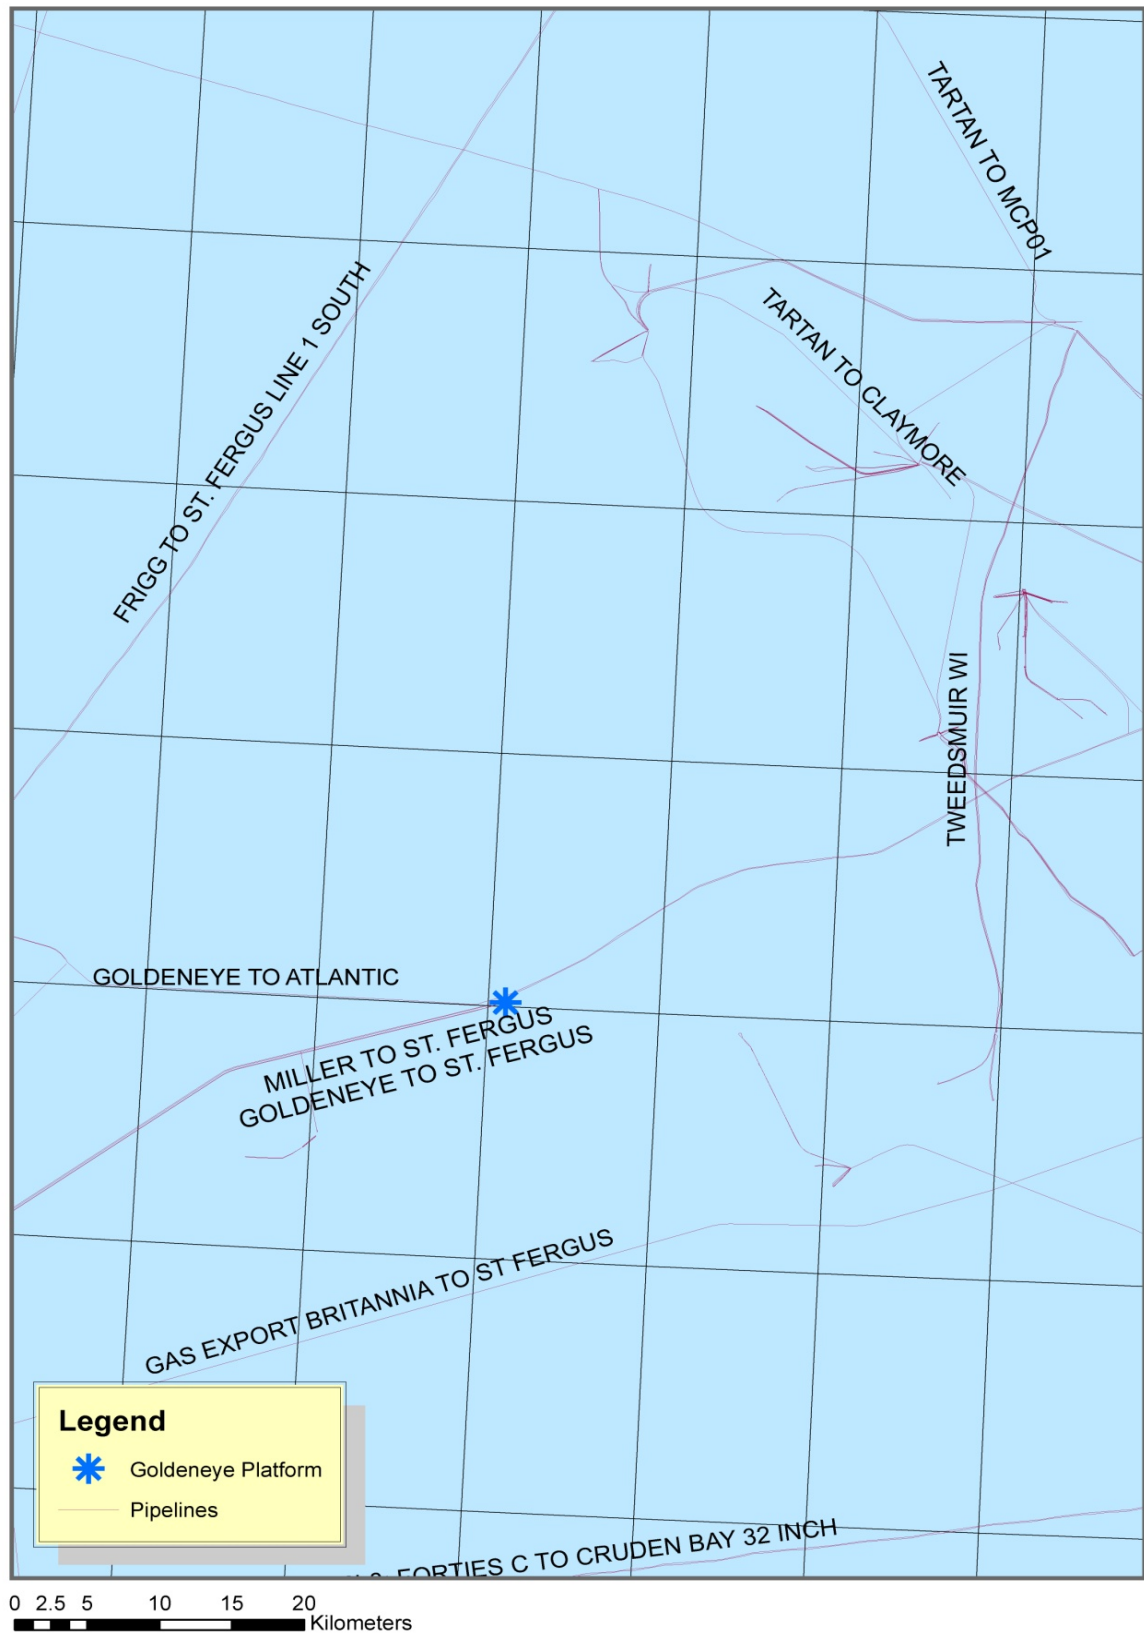 TARTAN TO MCP01
FRIGG TO ST. FERGUS LINE 1 SOUTH
TARTAN TO CLAYMORE
TWEEDSMUIR WI
GOLDENEYE TO ATLANTIC
MILLER TO ST. FERGUS
GOLDENEYE TO ST. FERGUS
GAS EXPORT BRITANNIA TO ST FERGUS
FORTIES C TO CRUDEN BAY 32 INCH
Legend
Goldeneye Platform
Pipelines
0 2.5 5 10 15 20
Kilometers